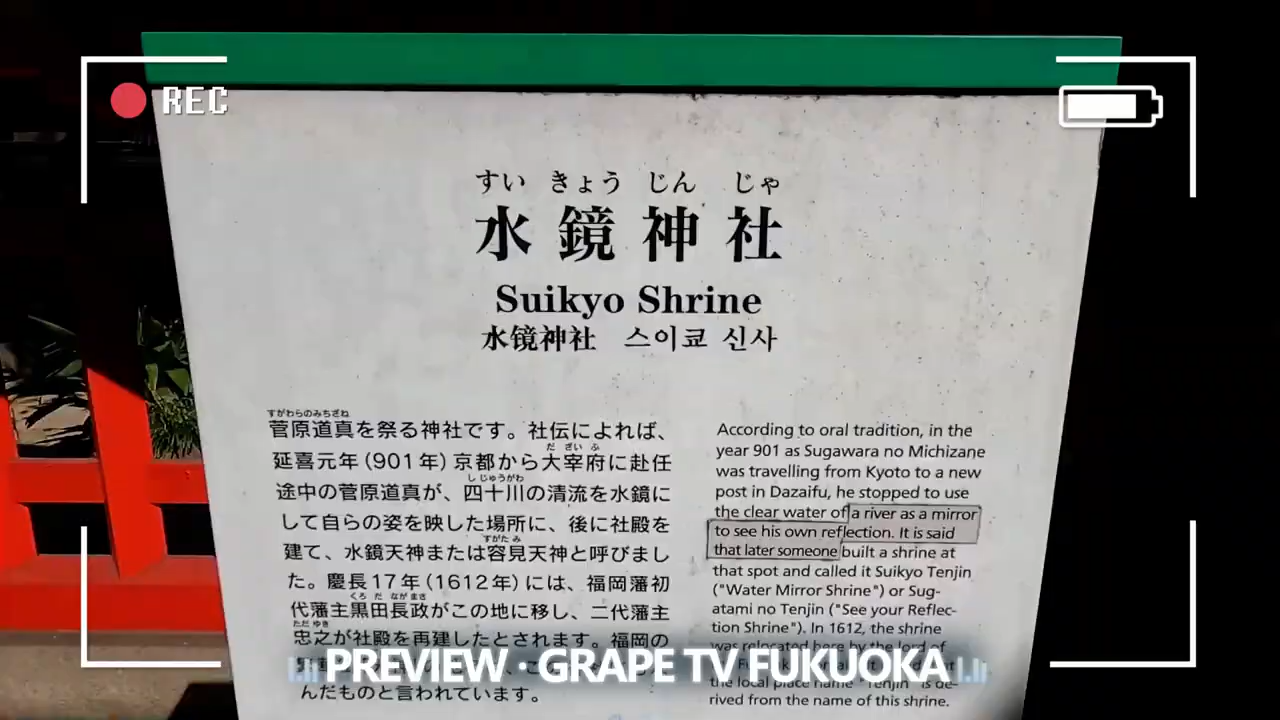 REC
すい きょう じん じゃ
水鏡神社
Suikyo Shrine
水镜神社 스이쿄 신사
すがわらのみちざね
菅原道真を祭る神社です。社伝によれば、
だ ざい ふ
延喜元年(901年)京都から大宰府に赴任
しじゅうがわ
途中の菅原道真が、四十川の清流を水鏡に
して自らの姿を映した場所に、後に社殿を
すがた み
建て、水鏡天神または容見天神と呼びまし
た。慶長17年(1612年)には、福岡藩初
くろ だ なが まさ
代藩主黒田長政がこの地に移し、二代藩主
ただ ゆき
忠之が社殿を再建したとされます。福岡の
んだものと言われています。
According to oral tradition, in the
year 901 as Sugawara no Michizane
was travelling from Kyoto to a new
post in Dazaifu, he stopped to use
the clear water of a river as a mirror
to see his own reflection. It is said
that later someone built a shrine at
that spot and called it Suikyo Tenjin
("Water Mirror Shrine") or Sug-
atami no Tenjin ("See your Reflec-
tion Shrine"). In 1612, the shrine
was relocated here by the lord of
the local place name "Tenjin" is de-
rived from the name of this shrine.
PREVIEW · GRAPE TV FUKUOKA